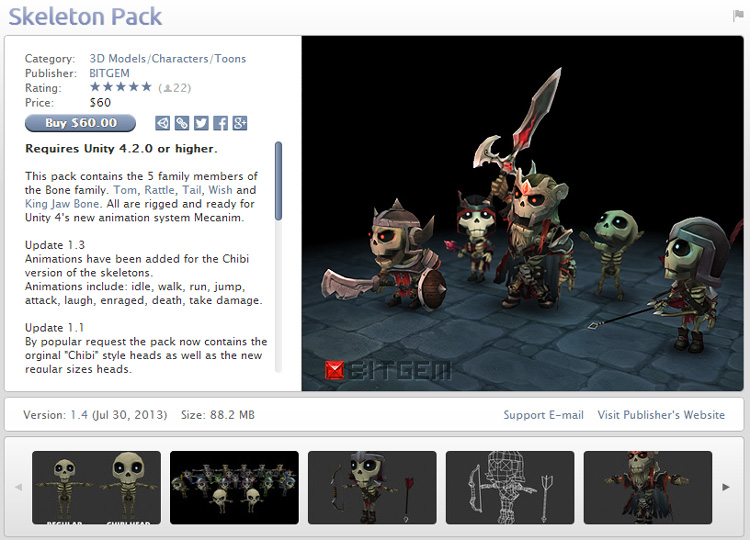 Skeleton Pack
Category: 3D Models/Characters/Toons
Publisher: BITGEM
Rating: ★★★★★ (22)
Price: $60
Buy $60.00
Requires Unity 4.2.0 or higher.
This pack contains the 5 family members of
the Bone family. Tom, Rattle, Tail, Wish and
King Jaw Bone. All are rigged and ready for
Unity 4's new animation system Mecanim.
Update 1.3
Animations have been added for the Chibi
version of the skeletons.
Animations include: idle, walk, run, jump,
attack, laugh, enraged, death, take damage.
Update 1.1
By popular request the pack now contains the
orginal "Chibi" style heads as well as the new
regular sizes heads.
BITGEM
Version: 1.4 (Jul 30, 2013) Size: 88.2 MB
Support E-mail Visit Publisher's Website
REGULAR CHIBI HEAD